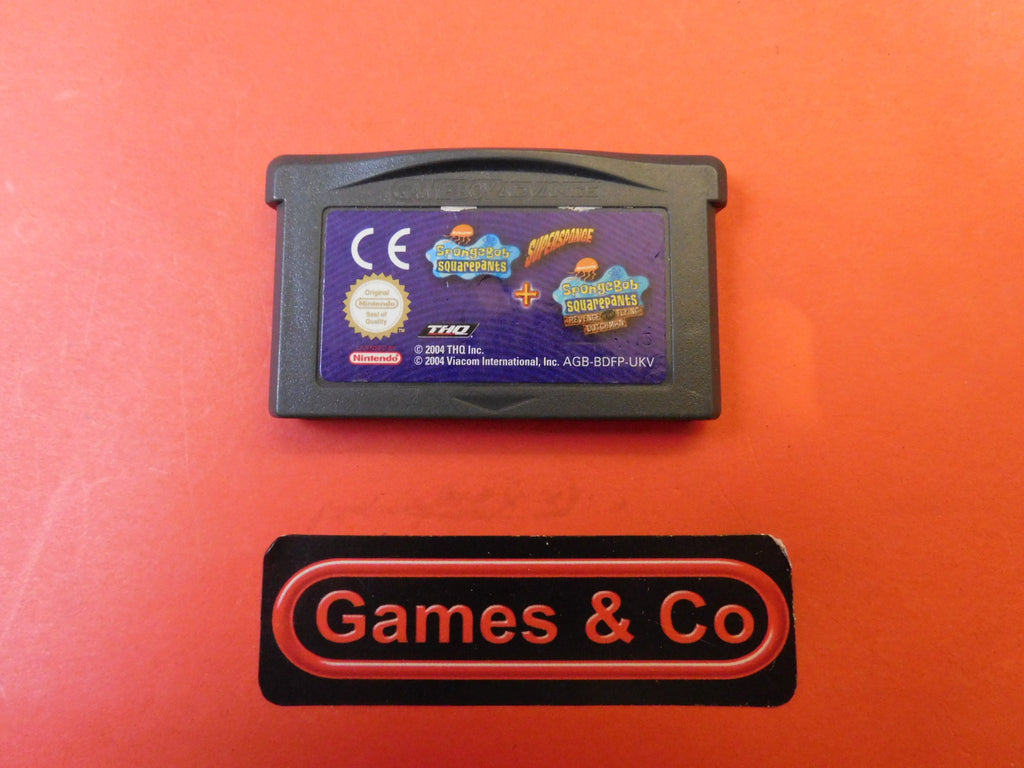 GAME BOY ADVANCE
CE
SpongeBob
SQUAREPANTS
SUPERSPONGE
+
SpongeBob
SQUAREPANTS
REVENGE OF THE FLYING
DUTCHMAN
Original
Nintendo
Seal of
Quality
TM
THQ
Nintendo
© 2004 THQ Inc.
© 2004 Viacom International, Inc. AGB-BDFP-UKV
Games & Co